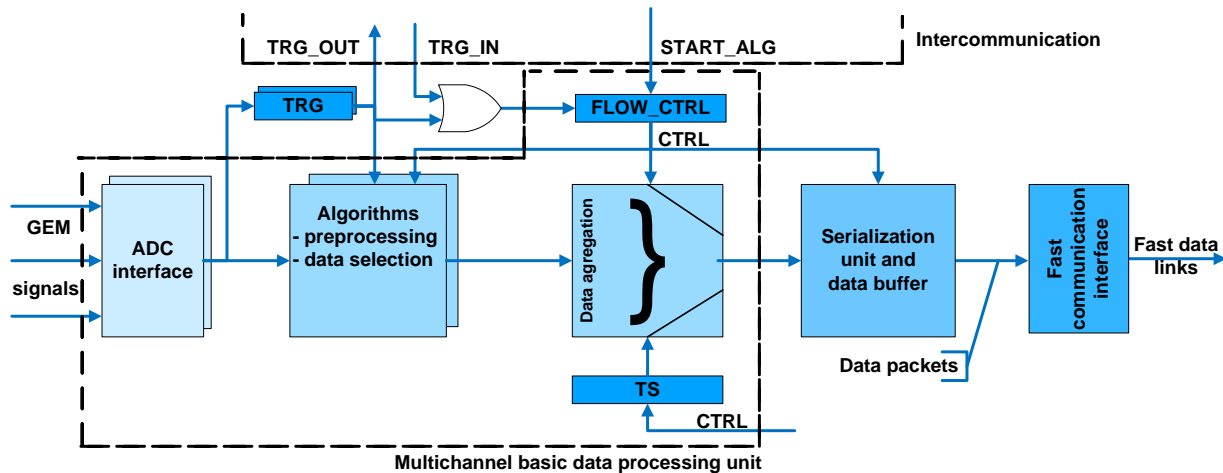 TRG_OUT
TRG_IN
START_ALG
Intercommunication
TRG
FLOW_CTRL
CTRL
GEM
signals
ADC
interface
Algorithms
- preprocessing
- data selection
Data agregation
}
Serialization
unit and
data buffer
Fast
communication
interface
Fast data
links
Data packets
TS
CTRL
Multichannel basic data processing unit